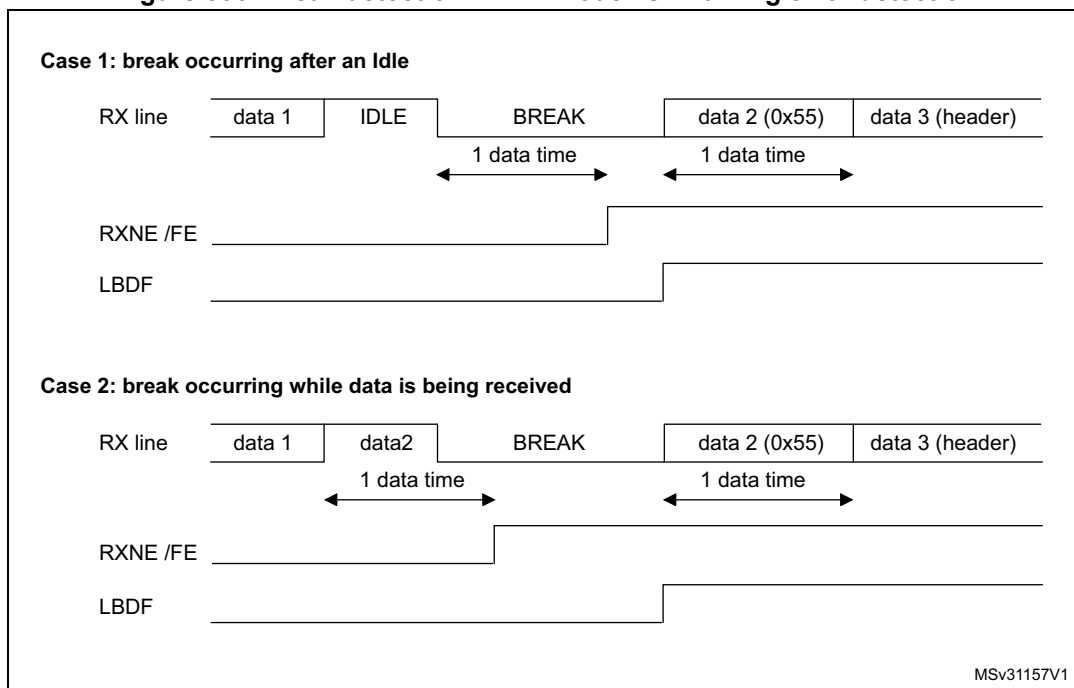 Case 1: break occurring after an Idle
RX line data 1 IDLE BREAK data 2 (0x55) data 3 (header)
1 data time 1 data time
RXNE /FE
LBDF
Case 2: break occurring while data is being received
RX line data 1 data2 BREAK data 2 (0x55) data 3 (header)
1 data time 1 data time
RXNE /FE
LBDF
MSv31157V1